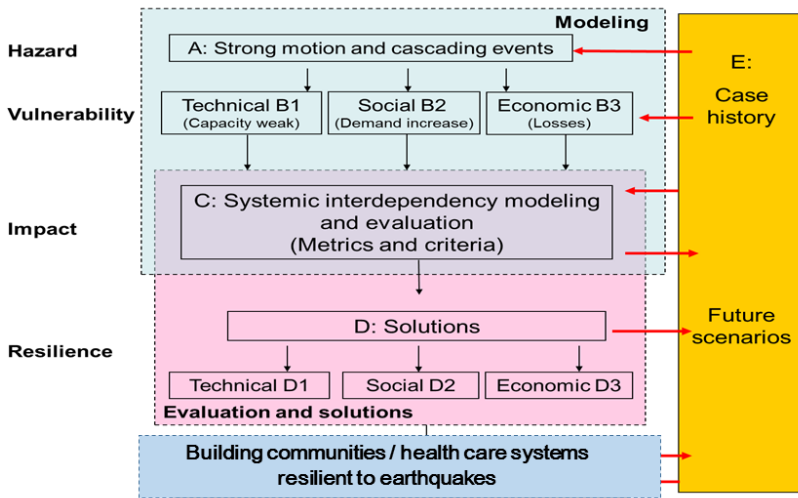 Modeling
Hazard
A: Strong motion and cascading events
E:
Case
history
Vulnerability
Technical B1
(Capacity weak)
Social B2
(Demand increase)
Economic B3
(Losses)
Impact
C: Systemic interdependency modeling
and evaluation
(Metrics and criteria)
Future
scenarios
D: Solutions
Resilience
Technical D1
Social D2
Economic D3
Evaluation and solutions
Building communities / health care systems
resilient to earthquakes